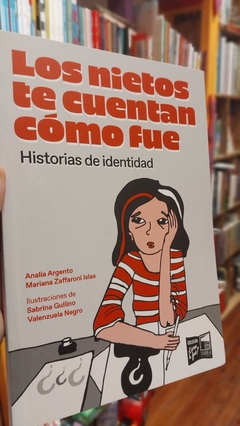 Los nietos
te cuentan
cómo fue
Historias de identidad
Analía Argento
Mariana Zaffaroni Islas
Ilustraciones de
Sabrina Gullino
Valenzuela Negro
¿?
¿?